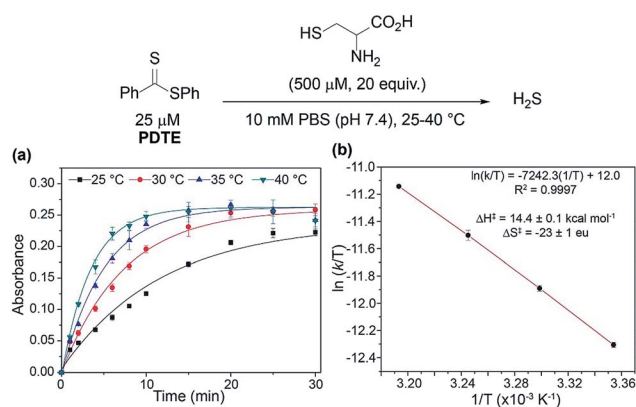 S
Ph
SPh
25 μM
PDTE
HS
CO2H
NH2
(500 μM, 20 equiv.)
10 mM PBS (pH 7.4), 25-40 °C
H2S
(a)
25 °C
30 °C
35 °C
40 °C
0.30
0.25
0.20
0.15
0.10
0.05
0.00
Absorbance
0
10
20
30
Time (min)
(b)
ln(k/T) = -7242.3(1/T) + 12.0
R2 = 0.9997
ΔH‡ = 14.4 ± 0.1 kcal mol-1
ΔS‡ = -23 ± 1 eu
-11.0
-11.2
-11.4
-11.6
-11.8
-12.0
-12.2
-12.4
ln (k/T)
3.20
3.24
3.28
3.32
3.36
1/T (x10-3 K-1)